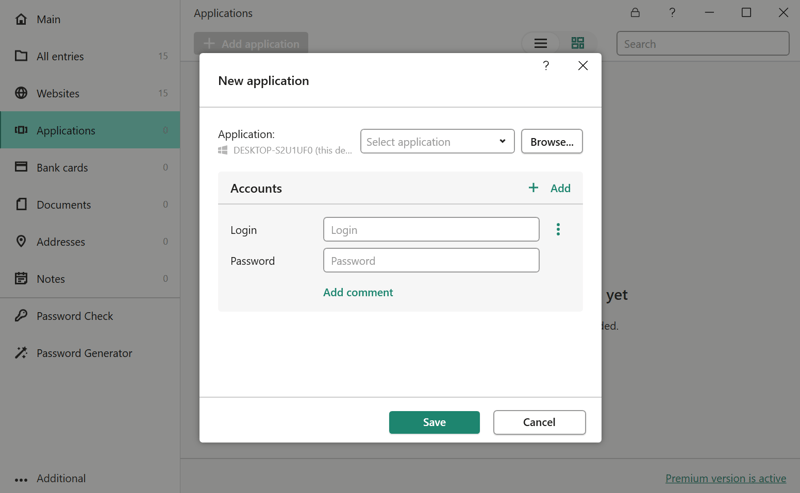 Main
All entries 15
Websites 15
Applications 0
Bank cards 0
Documents 0
Addresses 0
Notes 0
Password Check
Password Generator
Additional
Applications
?
+ Add application
Search
New application
?
Application:
DESKTOP-S2U1UF0 (this de...
Select application
Browse...
Accounts
+ Add
Login
Login
Password
Password
Add comment
Save
Cancel
yet
ded.
Premium version is active